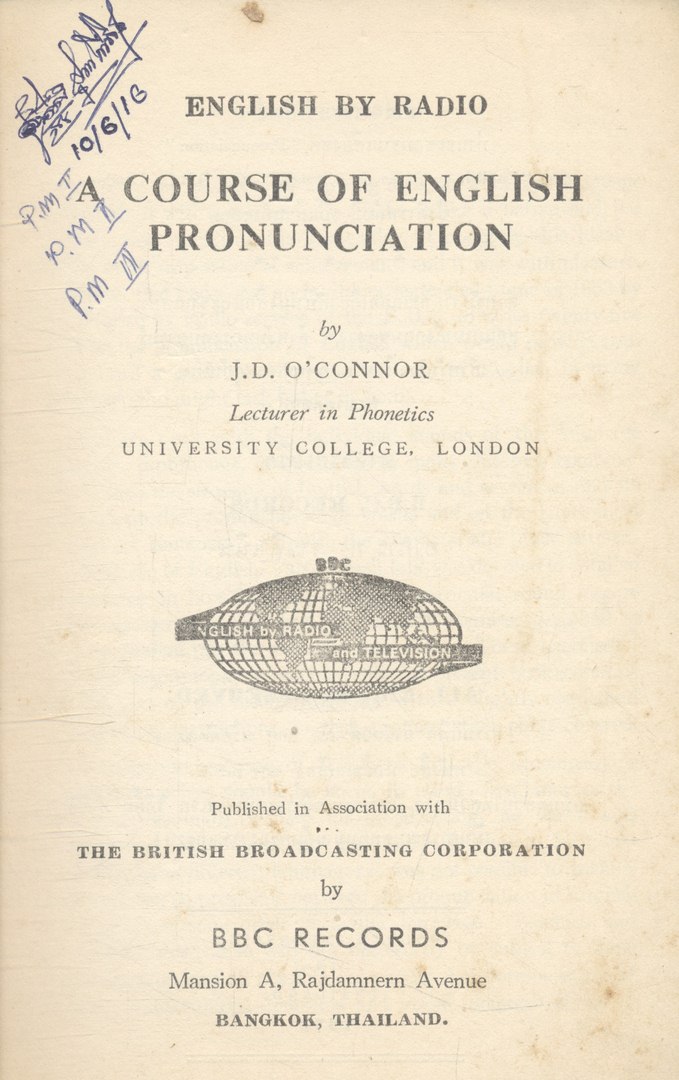 10/6/16
P.M II
P.M II
P.M III
ENGLISH BY RADIO
A COURSE OF ENGLISH
PRONUNCIATION
by
J.D. O'CONNOR
Lecturer in Phonetics
UNIVERSITY COLLEGE, LONDON
BBC
ENGLISH by RADIO
and TELEVISION
Published in Association with
THE BRITISH BROADCASTING CORPORATION
by
BBC RECORDS
Mansion A, Rajdamnern Avenue
BANGKOK, THAILAND.